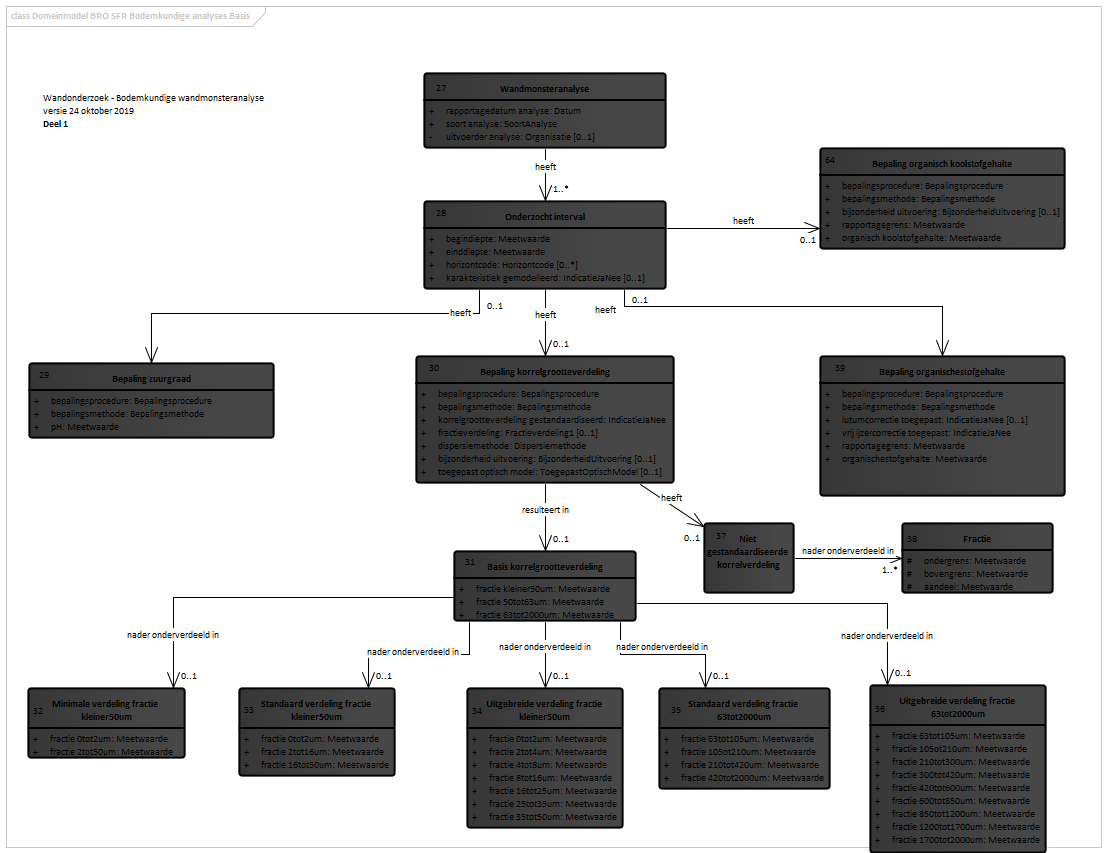 class Domeinmodel BRO SFR Bodemkundige analyses Basis
Wandonderzoek - Bodemkundige wandmonsteranalyse
versie 24 oktober 2019
Deel 1
27
Wandmonsteranalyse
+ rapportagedatum analyse: Datum
+ soort analyse: SoortAnalyse
- uitvoerder analyse: Organisatie [0..1]
heeft
1..*
64
Bepaling organisch koolstofgehalte
+ bepalingsprocedure: Bepalingsprocedure
+ bepalingsmethode: Bepalingsmethode
+ bijzonderheid uitvoering: BijzonderheidUitvoering [0..1]
+ rapportagegrens: Meetwaarde
+ organisch koolstofgehalte: Meetwaarde
28
Onderzocht interval
+ begindiepte: Meetwaarde
+ einddiepte: Meetwaarde
+ horizontcode: Horizontcode [0..*]
+ karakteristiek gemodelleerd: IndicatieJaNee [0..1]
heeft
0..1
heeft
0..1
heeft
0..1
heeft
0..1
29
Bepaling zuurgraad
+ bepalingsprocedure: Bepalingsprocedure
+ bepalingsmethode: Bepalingsmethode
+ pH: Meetwaarde
30
Bepaling korrelgrootteverdeling
+ bepalingsprocedure: Bepalingsprocedure
+ bepalingsmethode: Bepalingsmethode
+ korrelgrootteverdeling gestandaardiseerd: IndicatieJaNee
+ fractieverdeling: Fractieverdeling1 [0..1]
+ dispersiemethode: Dispersiemethode
+ bijzonderheid uitvoering: BijzonderheidUitvoering [0..1]
+ toegepast optisch model: ToegepastOptischModel [0..1]
39
Bepaling organischestofgehalte
+ bepalingsprocedure: Bepalingsprocedure
+ bepalingsmethode: Bepalingsmethode
+ lutumcorrectie toegepast: IndicatieJaNee [0..1]
+ vrij ijzercorrectie toegepast: IndicatieJaNee
+ rapportagegrens: Meetwaarde
+ organischestofgehalte: Meetwaarde
resulteert in
0..1
heeft
0..1
37
Niet
gestandaardiseerde
korrelverdeling
nader onderverdeeld in
1..*
38
Fractie
# ondergrens: Meetwaarde
# bovengrens: Meetwaarde
# aandeel: Meetwaarde
31
Basis korrelgrootteverdeling
+ fractie kleiner50um: Meetwaarde
+ fractie 50tot63um: Meetwaarde
+ fractie 63tot2000um: Meetwaarde
nader onderverdeeld in
0..1
nader onderverdeeld in
0..1
nader onderverdeeld in
0..1
nader onderverdeeld in
0..1
nader onderverdeeld in
0..1
32
Minimale verdeling fractie
kleiner50um
+ fractie 0tot2um: Meetwaarde
+ fractie 2tot50um: Meetwaarde
33
Standaard verdeling fractie
kleiner50um
+ fractie 0tot2um: Meetwaarde
+ fractie 2tot16um: Meetwaarde
+ fractie 16tot50um: Meetwaarde
34
Uitgebreide verdeling fractie
kleiner50um
+ fractie 0tot2um: Meetwaarde
+ fractie 2tot4um: Meetwaarde
+ fractie 4tot8um: Meetwaarde
+ fractie 8tot16um: Meetwaarde
+ fractie 16tot25um: Meetwaarde
+ fractie 25tot35um: Meetwaarde
+ fractie 35tot50um: Meetwaarde
35
Standaard verdeling fractie
63tot2000um
+ fractie 63tot105um: Meetwaarde
+ fractie 105tot210um: Meetwaarde
+ fractie 210tot420um: Meetwaarde
+ fractie 420tot2000um: Meetwaarde
36
Uitgebreide verdeling fractie
63tot2000um
+ fractie 63tot105um: Meetwaarde
+ fractie 105ot210um: Meetwaarde
+ fractie 210tot300um: Meetwaarde
+ fractie 300tot420um: Meetwaarde
+ fractie 420tot600um: Meetwaarde
+ fractie 600tot850um: Meetwaarde
+ fractie 850tot1200um: Meetwaarde
+ fractie 1200tot1700um: Meetwaarde
+ fractie 1700tot2000um: Meetwaarde